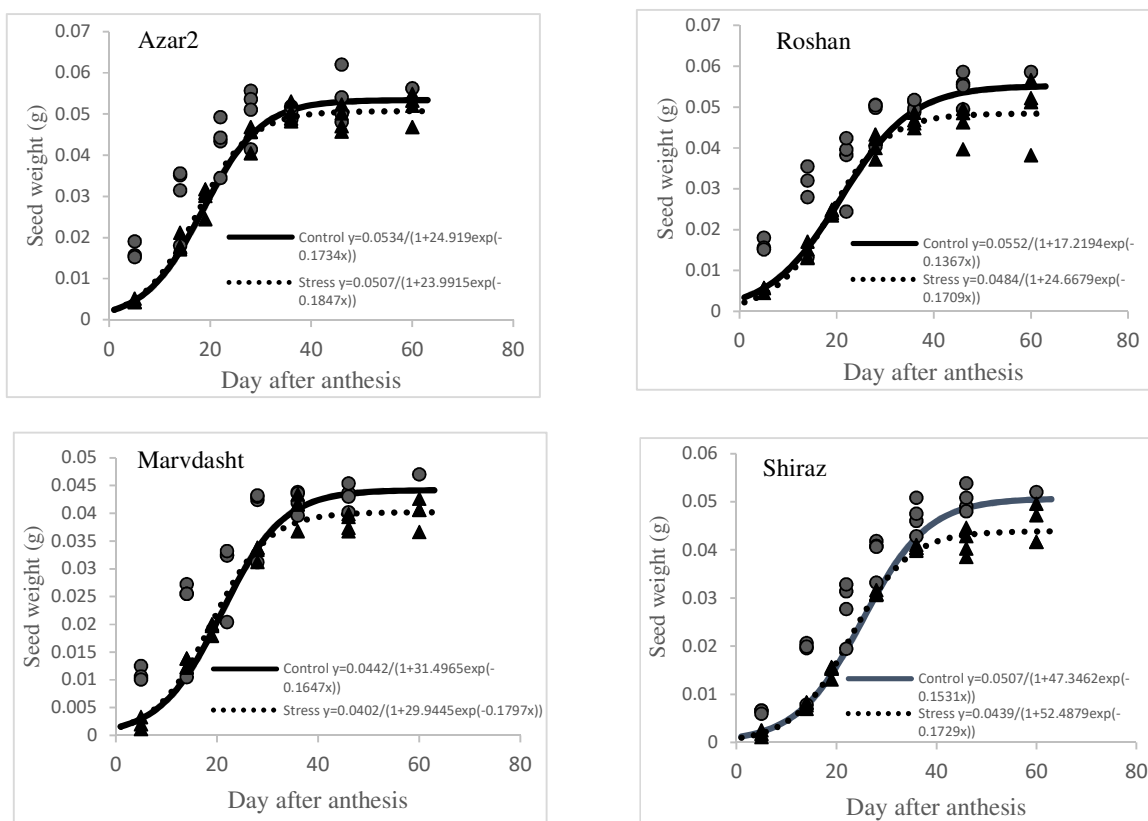 Azar2
Seed weight (g)
0.07
0.06
0.05
0.04
0.03
0.02
0.01
0
Control y=0.0534/(1+24.919exp(-
0.1734x))
Stress y=0.0507/(1+23.9915exp(-
0.1847x))
0 20 40 60 80
Day after anthesis
Roshan
Seed weight (g)
0.07
0.06
0.05
0.04
0.03
0.02
0.01
0
Control y=0.0552/(1+17.2194exp(-
0.1367x))
Stress y=0.0484/(1+24.6679exp(-
0.1709x))
0 20 40 60 80
Day after anthesis
Marvdasht
Seed weight (g)
0.05
0.045
0.04
0.035
0.03
0.025
0.02
0.015
0.01
0.005
0
Control y=0.0442/(1+31.4965exp(-
0.1647x))
Stress y=0.0402/(1+29.9445exp(-0.1797x))
0 20 40 60 80
Day after anthesis
Shiraz
Seed weight (g)
0.06
0.05
0.04
0.03
0.02
0.01
0
Control y=0.0507/(1+47.3462exp(-
0.1531x))
Stress y=0.0439/(1+52.4879exp(-
0.1729x))
0 20 40 60 80
Day after anthesis